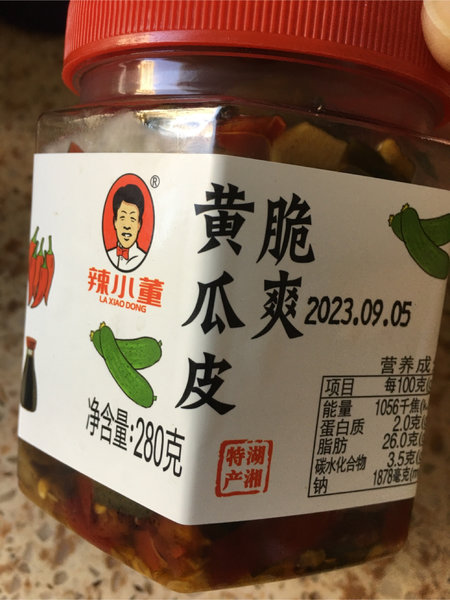 ®
辣小董
LA XIAO DONG
脆爽
黄瓜皮
2023.09.05
净含量:280克
湖湘
特产
营养成
项目 每100克
能量 1056千焦
蛋白质 2.0克
脂肪 26.0克
碳水化合物 3.5克
钠 1878毫克